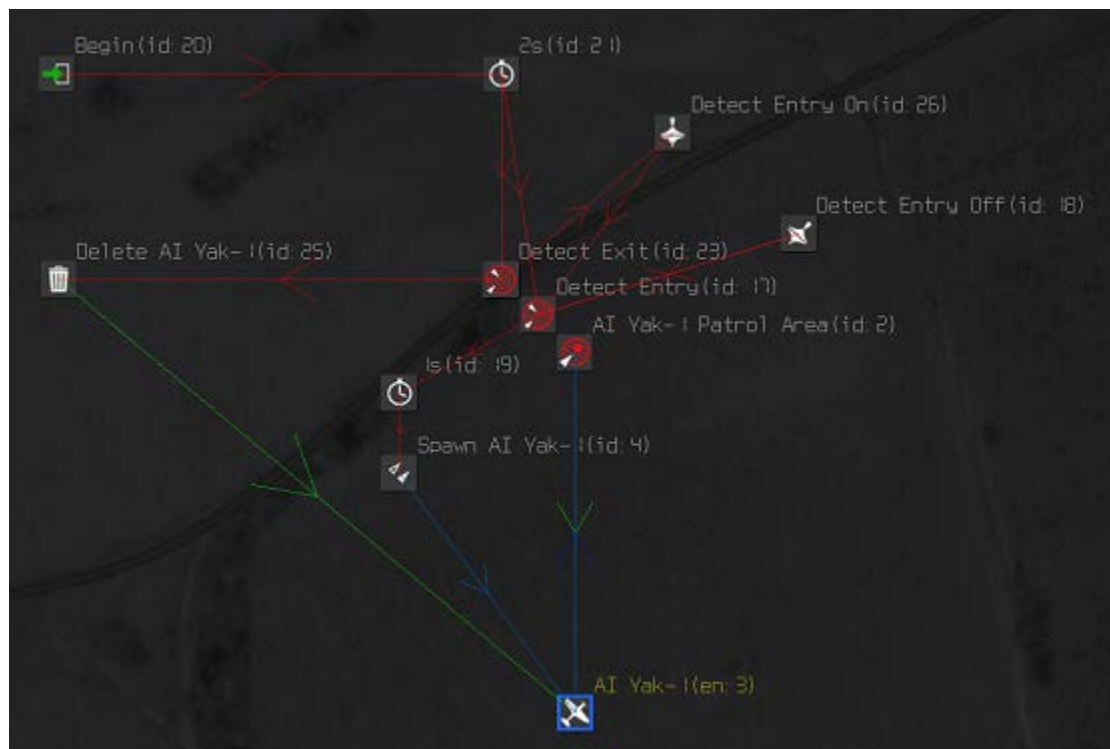 Begin(id: 20)
2s(id: 21)
Detect Entry On(id: 26)
Detect Entry Off(id: 18)
Delete AI Yak-1(id: 25)
Detect Exit(id: 23)
Detect Entry(id: 17)
AI Yak-1 Patrol Area(id: 2)
1s(id: 19)
Spawn AI Yak-1(id: 4)
AI Yak-1(en: 3)